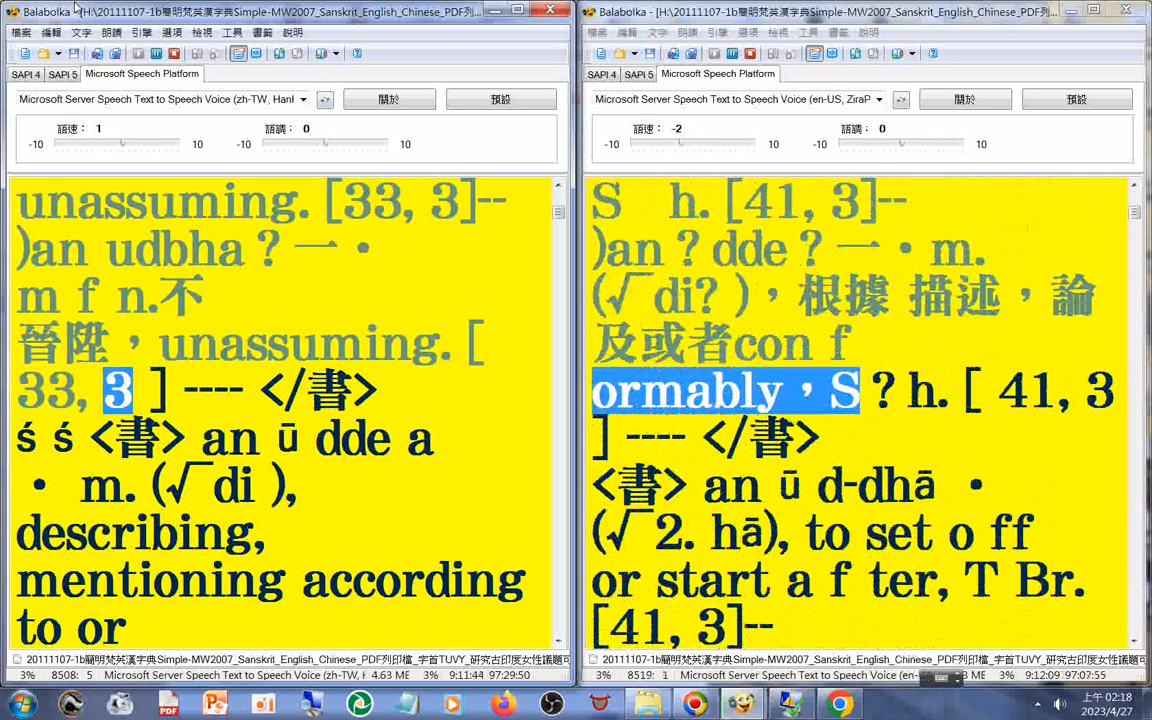 Balabolka - [H:\20111107-1b簡明梵英漢字典Simple-MW2007_Sanskrit_English_Chinese_PDF列...
檔案 編輯 文字 朗讀 引擎 選項 檢視 工具 書籤 說明
SAPI 4 SAPI 5 Microsoft Speech Platform
Microsoft Server Speech Text to Speech Voice (zh-TW, HanH
關於 預設
語速： 1 語調： 0
-10 10 -10 10
unassuming. [33, 3]--
)an udbha ? 一 •
m f n.不
晉陞，unassuming. [
33, 3 ] ---- </書>
ś ś <書> an ū dde a
• m. (√di ),
describing,
mentioning according
to or
20111107-1b簡明梵英漢字典Simple-MW2007_Sanskrit_English_Chinese_PDF列印檔_字首TUVY_研究古印度女性議題可
3% 8508: 5 Microsoft Server Speech Text to Speech Voice (zh-TW, H 4.63 ME 3% 9:11:44 97:29:50
Balabolka - [H:\20111107-1b簡明梵英漢字典Simple-MW2007_Sanskrit_English_Chinese_PDF列...
檔案 編輯 文字 朗讀 引擎 選項 檢視 工具 書籤 說明
SAPI 4 SAPI 5 Microsoft Speech Platform
Microsoft Server Speech Text to Speech Voice (en-US, ZiraP
關於 預設
語速： -2 語調： 0
-10 10 -10 10
S h. [41, 3]--
)an ? dde ? 一 • m.
(√di? )，根據 描述，論
及或者con f
ormably，S ? h. [ 41, 3
] ---- </書>
<書> an ū d-dhā •
(√2. hā), to set o ff
or start a f ter, T Br.
[41, 3]--
20111107-1b簡明梵英漢字典Simple-MW2007_Sanskrit_English_Chinese_PDF列印檔_字首TUVY_研究古印度女性議題可
3% 8519: 1 Microsoft Server Speech Text to Speech Voice (en-US, 4.63 ME 3% 9:12:09 97:07:55
上午 02:18
2023/4/27